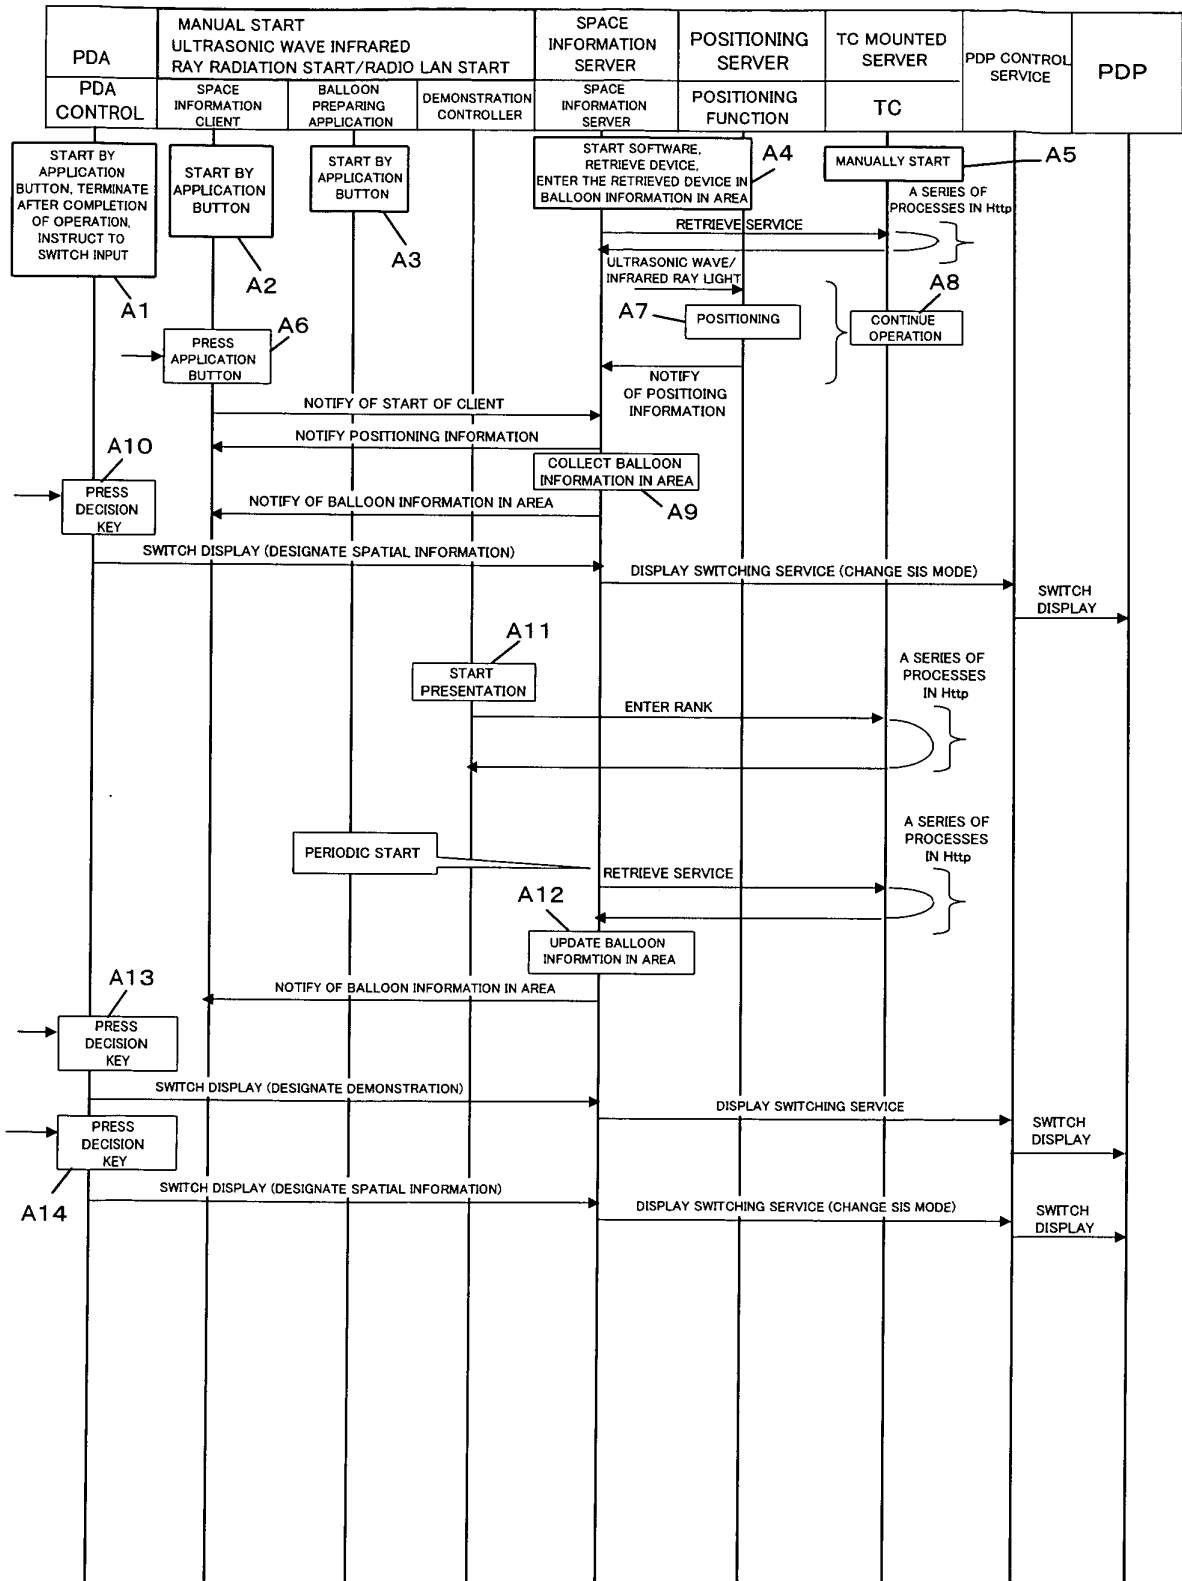 PDA
MANUAL START
ULTRASONIC WAVE INFRARED
RAY RADIATION START/RADIO LAN START
SPACE
INFORMATION
SERVER
POSITIONING
SERVER
TC MOUNTED
SERVER
PDP CONTROL
SERVICE
PDP
PDA
CONTROL
SPACE
INFORMATION
CLIENT
BALLOON
PREPARING
APPLICATION
DEMONSTRATION
CONTROLLER
SPACE
INFORMATION
SERVER
POSITIONING
FUNCTION
TC
START BY
APPLICATION
BUTTON, TERMINATE
AFTER COMPLETION
OF OPERATION,
INSTRUCT TO
SWITCH INPUT
A1
START BY
APPLICATION
BUTTON
A2
START BY
APPLICATION
BUTTON
A3
START SOFTWARE,
RETRIEVE DEVICE,
ENTER THE RETRIEVED DEVICE IN
BALLOON INFORMATION IN AREA
A4
MANUALLY START
A5
A SERIES OF
PROCESSES IN Http
RETRIEVE SERVICE
ULTRASONIC WAVE/
INFRARED RAY LIGHT
A7
POSITIONING
A8
CONTINUE
OPERATION
A6
PRESS
APPLICATION
BUTTON
NOTIFY
OF POSITIOING
INFORMATION
NOTIFY OF START OF CLIENT
NOTIFY POSITIONING INFORMATION
A10
PRESS
DECISION
KEY
COLLECT BALLOON
INFORMATION IN AREA
A9
NOTIFY OF BALLOON INFORMATION IN AREA
SWITCH DISPLAY (DESIGNATE SPATIAL INFORMATION)
DISPLAY SWITCHING SERVICE (CHANGE SIS MODE)
SWITCH
DISPLAY
A11
START
PRESENTATION
A SERIES OF
PROCESSES
IN Http
ENTER RANK
PERIODIC START
A SERIES OF
PROCESSES
IN Http
RETRIEVE SERVICE
A12
UPDATE BALLOON
INFORMTION IN AREA
A13
NOTIFY OF BALLOON INFORMATION IN AREA
PRESS
DECISION
KEY
SWITCH DISPLAY (DESIGNATE DEMONSTRATION)
DISPLAY SWITCHING SERVICE
SWITCH
DISPLAY
PRESS
DECISION
KEY
A14
SWITCH DISPLAY (DESIGNATE SPATIAL INFORMATION)
DISPLAY SWITCHING SERVICE (CHANGE SIS MODE)
SWITCH
DISPLAY